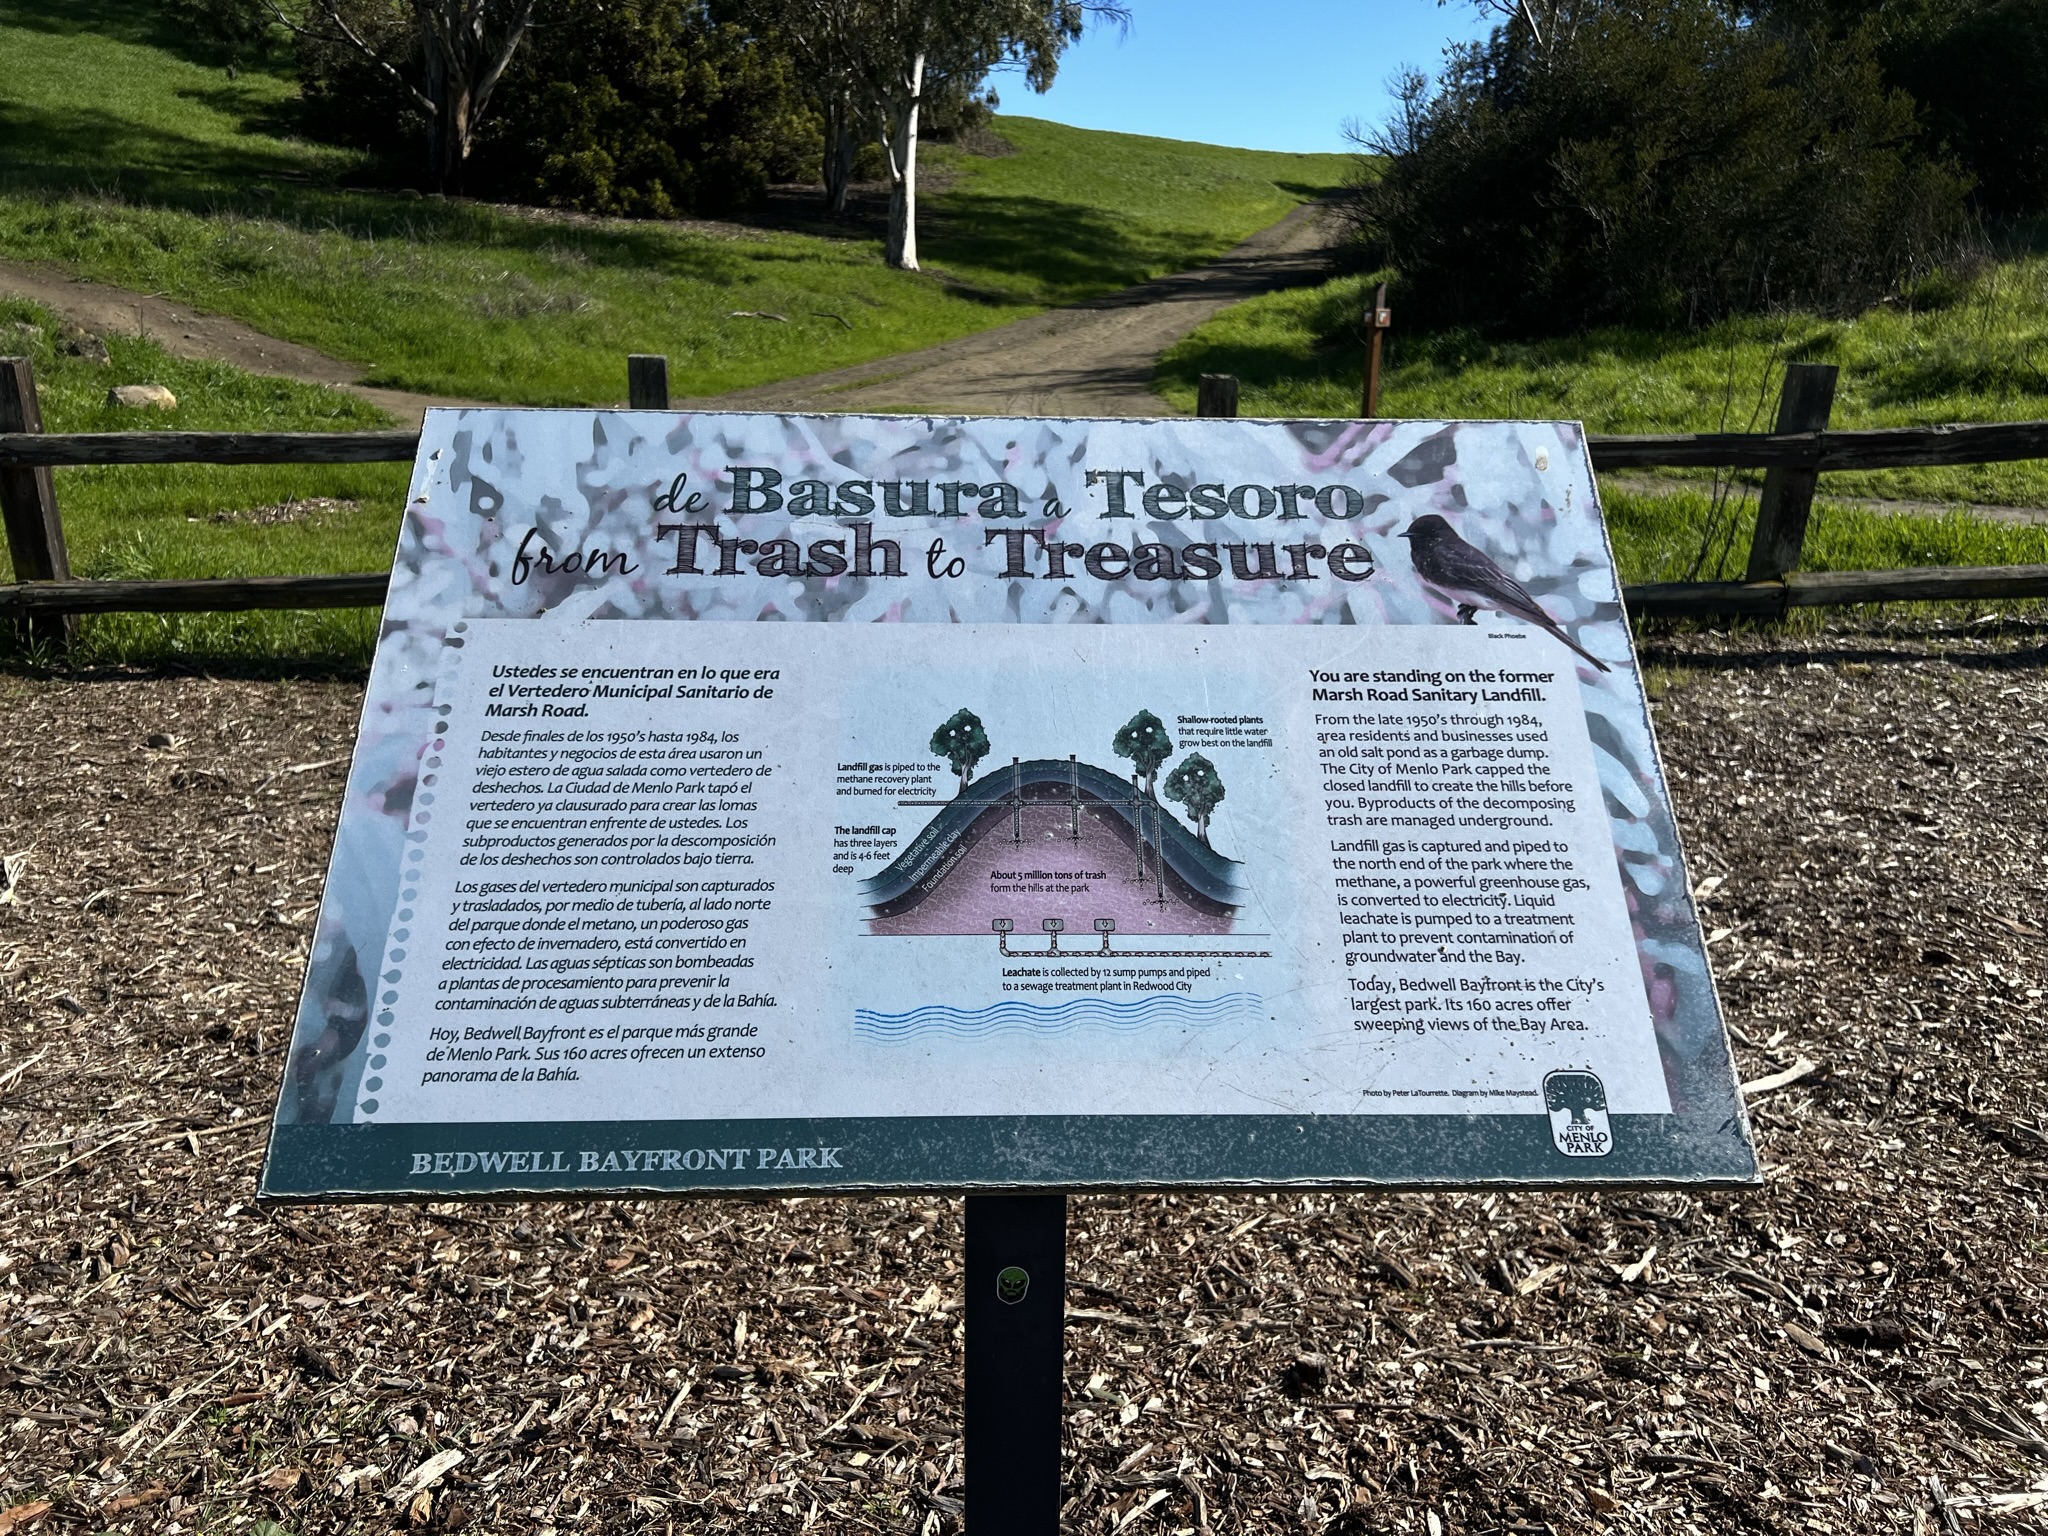 de Basura a Tesoro
from Trash to Treasure
Black Phoebe
Ustedes se encuentran en lo que era
el Vertedero Municipal Sanitario de
Marsh Road.
Desde finales de los 1950's hasta 1984, los
habitantes y negocios de esta área usaron un
viejo estero de agua salada como vertedero de
deshechos. La Ciudad de Menlo Park tapó el
vertedero ya clausurado para crear las lomas
que se encuentran enfrente de ustedes. Los
subproductos generados por la descomposición
de los deshechos son controlados bajo tierra.
Los gases del vertedero municipal son capturados
y trasladados, por medio de tubería, al lado norte
del parque donde el metano, un poderoso gas
con efecto de invernadero, está convertido en
electricidad. Las aguas sépticas son bombeadas
a plantas de procesamiento para prevenir la
contaminación de aguas subterráneas y de la Bahía.
Hoy, Bedwell Bayfront es el parque más grande
de Menlo Park. Sus 160 acres ofrecen un extenso
panorama de la Bahía.
Shallow-rooted plants
that require little water
grow best on the landfill
Landfill gas is piped to the
methane recovery plant
and burned for electricity
The landfill cap
has three layers
and is 4-6 feet
deep
Vegetative soil
Impermeable clay
Foundation soil
About 5 million tons of trash
form the hills at the park
Leachate is collected by 12 sump pumps and piped
to a sewage treatment plant in Redwood City
You are standing on the former
Marsh Road Sanitary Landfill.
From the late 1950's through 1984,
area residents and businesses used
an old salt pond as a garbage dump.
The City of Menlo Park capped the
closed landfill to create the hills before
you. Byproducts of the decomposing
trash are managed underground.
Landfill gas is captured and piped to
the north end of the park where the
methane, a powerful greenhouse gas,
is converted to electricity. Liquid
leachate is pumped to a treatment
plant to prevent contamination of
groundwater and the Bay.
Today, Bedwell Bayfront is the City's
largest park. Its 160 acres offer
sweeping views of the Bay Area.
Photo by Peter LaTourrette. Diagram by Mike Maystead.
CITY OF
MENLO
PARK
BEDWELL BAYFRONT PARK